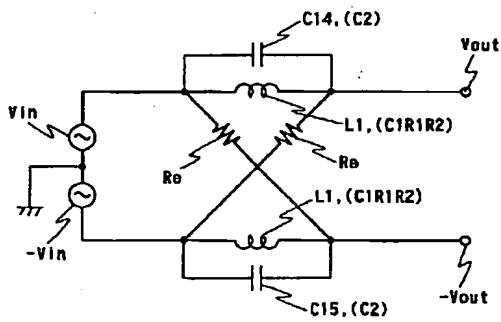 C14,(C2)
Vout
L1,(C1R1R2)
Vin
Re
Re
L1,(C1R1R2)
-Vin
-Vout
C15,(C2)